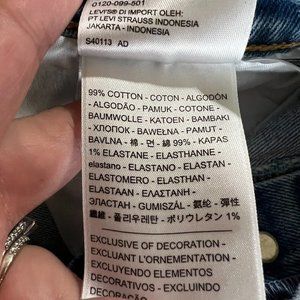 0120-099-501
LEVI'S® DI IMPORT OLEH:
PT LEVI STRAUSS INDONESIA
JAKARTA - INDONESIA
S40113 AD
99% COTTON - COTON - ALGODÓN
- ALGODÃO - PAMUK - COTONE -
BAUMWOLLE - KATOEN - BAMBAKI
- ХЛОПОК - BAWEŁNA - PAMUT -
BAVLNA - 棉 - 면 - 綿 99% - KAPAS
1% ELASTANE - ELASTHANNE -
elastano - ELASTANO - ELASTAN -
ELASTOMERO - ELASTHAN -
ELASTAAN - ΕΛΑΣΤΑΝΗ -
ЭЛАСТАН - GUMISZÁL - 氨纶 - 彈性
纖維 - 폴리우레탄 - ポリウレタン 1%
EXCLUSIVE OF DECORATION -
EXCLUANT L'ORNEMENTATION -
EXCLUYENDO ELEMENTOS
DECORATIVOS - EXCLUINDO
DECORAÇÃO